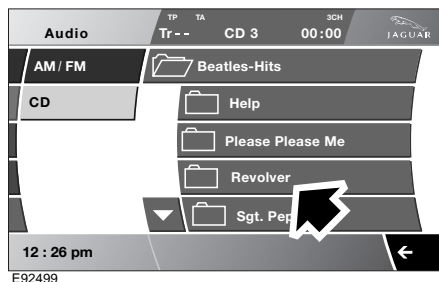 TP TA 3CH
Audio Tr-- CD 3 00:00 JAGUAR
AM/FM Beatles-Hits
CD Help
Please Please Me
Revolver
Sgt. Pep
12 : 26 pm
E92499